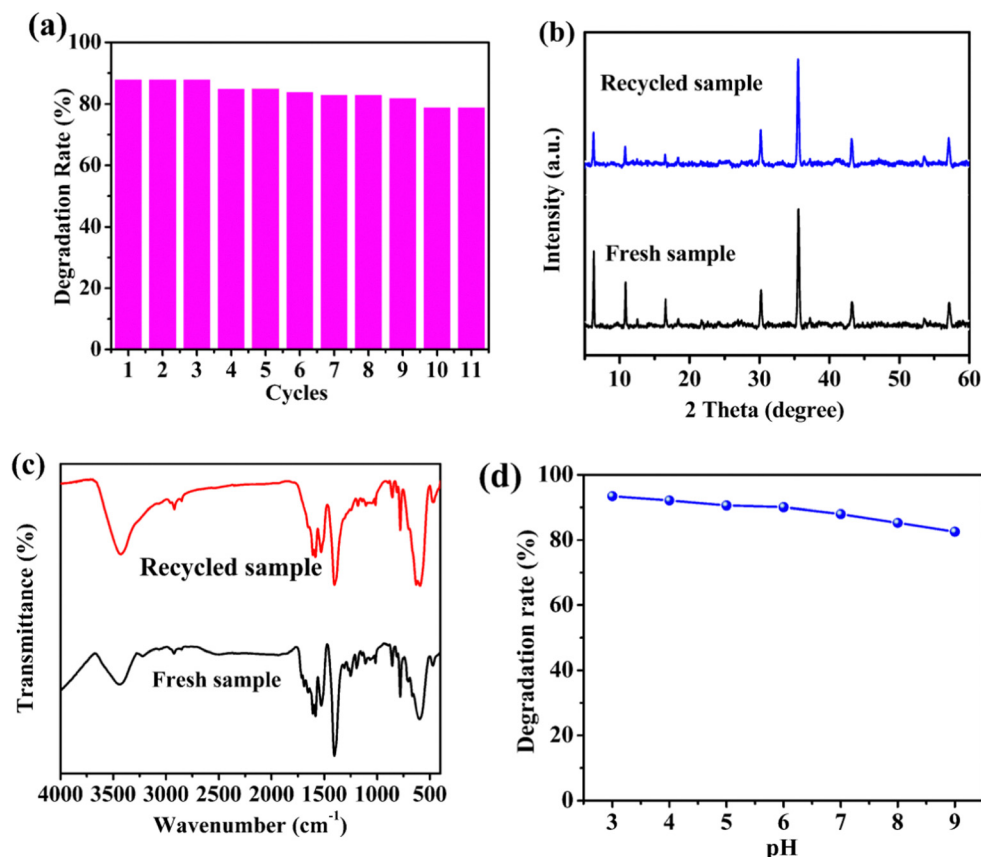 (a)
100
80
60
40
20
0
Degradation Rate (%)
1 2 3 4 5 6 7 8 9 10 11
Cycles
(b)
Recycled sample
Fresh sample
Intensity (a.u.)
10 20 30 40 50 60
2 Theta (degree)
(c)
Recycled sample
Fresh sample
Transmittance (%)
4000 3500 3000 2500 2000 1500 1000 500
Wavenumber (cm⁻¹)
(d)
100
80
60
40
20
0
Degradation rate (%)
3 4 5 6 7 8 9
pH